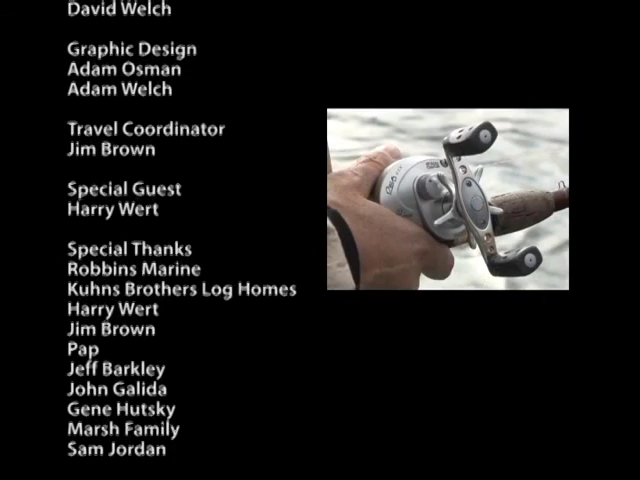 David Welch
Graphic Design
Adam Osman
Adam Welch
Travel Coordinator
Jim Brown
Special Guest
Harry Wert
Special Thanks
Robbins Marine
Kuhns Brothers Log Homes
Harry Wert
Jim Brown
Pap
Jeff Barkley
John Galida
Gene Hutsky
Marsh Family
Sam Jordan
Revo